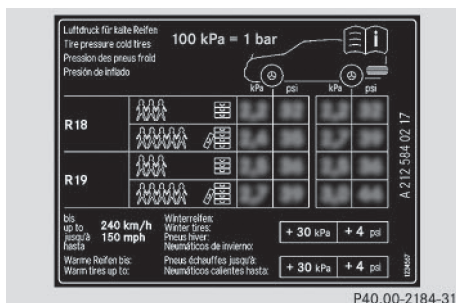 Luftdruck für kalte Reifen
Tire pressure cold tires
Pression des pneus froid
Presión de inflado
100 kPa = 1 bar
kPa psi kPa psi
R18
R19
A 212 584 02 17
bis
up to
jusqu'à
hasta
240 km/h
150 mph
Winterreifen:
Winter tires:
Pneus hiver:
Neumáticos de invierno:
+ 30 kPa + 4 psi
Warme Reifen bis:
Warm tires up to:
Pneus échauffés jusqu'à:
Neumáticos calientes hasta:
+ 30 kPa + 4 psi
1234567
P40.00-2184-31